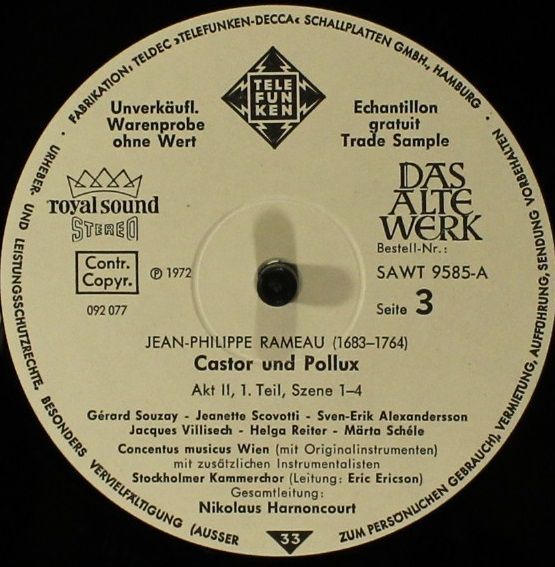 FABRIKATION: TELDEC »TELEFUNKEN-DECCA« SCHALLPLATTEN GMBH., HAMBURG ·
URHEBER- UND LEISTUNGSSCHUTZRECHTE, BESONDERS VERVIELFÄLTIGUNG (AUSSER ZUM PERSÖNLICHEN GEBRAUCH), VERMIETUNG, AUFFÜHRUNG, SENDUNG VORBEHALTEN ·
TELE
FUN
KEN
Unverkäufl.
Warenprobe
ohne Wert
Echantillon
gratuit
Trade Sample
royal sound
STEREO
DAS
ALTE
WERK
Contr.
Copyr.
℗ 1972
092 077
Bestell-Nr.:
SAWT 9585-A
Seite 3
JEAN-PHILIPPE RAMEAU (1683–1764)
Castor und Pollux
Akt II, 1. Teil, Szene 1–4
Gérard Souzay - Jeanette Scovotti - Sven-Erik Alexandersson
Jacques Villisech - Helga Reiter - Märta Schéle
Concentus musicus Wien (mit Originalinstrumenten)
mit zusätzlichen Instrumentalisten
Stockholmer Kammerchor (Leitung: Eric Ericson)
Gesamtleitung:
Nikolaus Harnoncourt
33